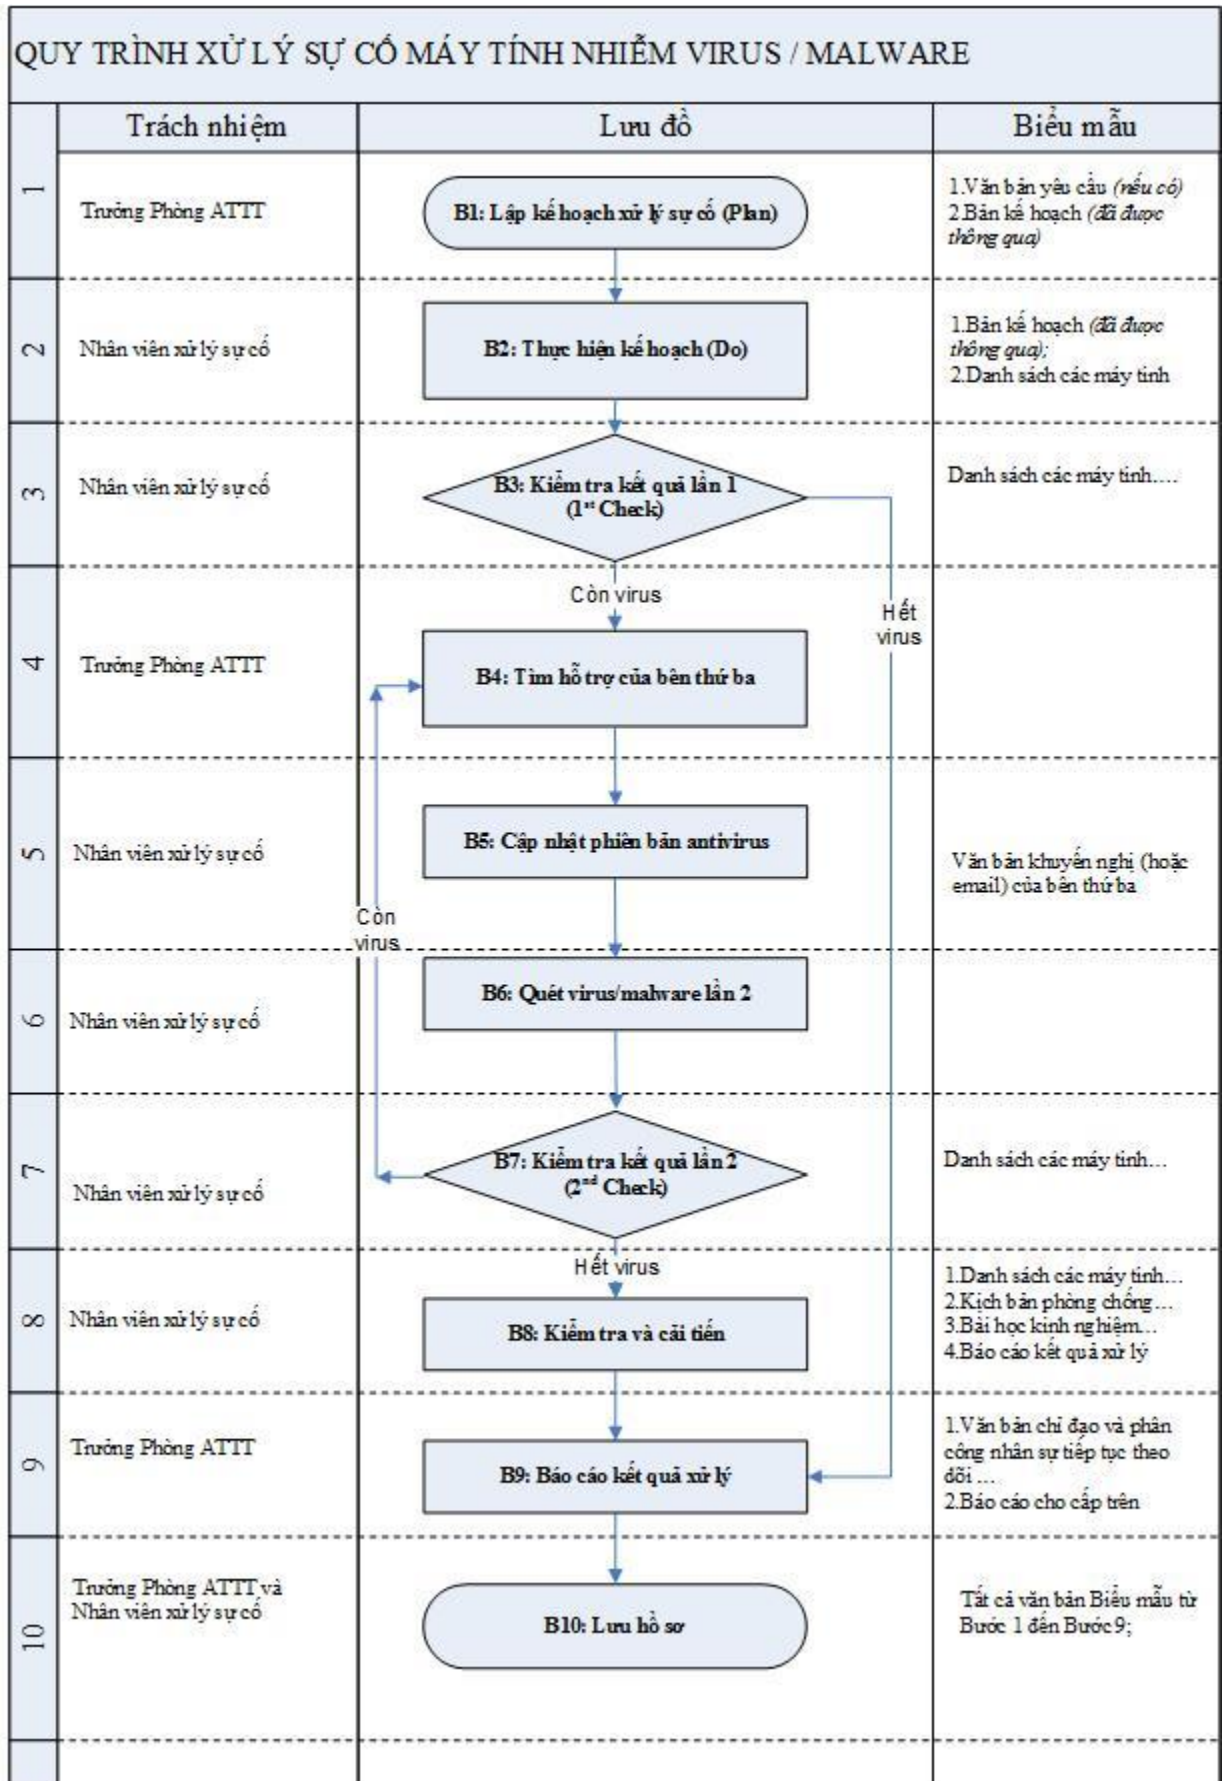 QUY TRÌNH XỬ LÝ SỰ CỐ MÁY TÍNH NHIỄM VIRUS / MALWARE
Trách nhiệm
Lưu đồ
Biểu mẫu
1
Trưởng Phòng ATTT
B1: Lập kế hoạch xử lý sự cố (Plan)
1.Văn bản yêu cầu (nếu có)
2.Bản kế hoạch (đã được
thông qua)
2
Nhân viên xử lý sự cố
B2: Thực hiện kế hoạch (Do)
1.Bản kế hoạch (đã được
thông qua);
2.Danh sách các máy tính
3
Nhân viên xử lý sự cố
B3: Kiểm tra kết quả lần 1
(1st Check)
Danh sách các máy tính....
Còn virus
Hết
virus
4
Trưởng Phòng ATTT
B4: Tìm hỗ trợ của bên thứ ba
5
Nhân viên xử lý sự cố
B5: Cập nhật phiên bản antivirus
Văn bản khuyến nghị (hoặc
email) của bên thứ ba
Còn
virus
6
Nhân viên xử lý sự cố
B6: Quét virus/malware lần 2
7
Nhân viên xử lý sự cố
B7: Kiểm tra kết quả lần 2
(2nd Check)
Danh sách các máy tính...
Hết virus
8
Nhân viên xử lý sự cố
B8: Kiểm tra và cải tiến
1.Danh sách các máy tính...
2.Kịch bản phòng chống...
3.Bài học kinh nghiệm...
4.Báo cáo kết quả xử lý
9
Trưởng Phòng ATTT
B9: Báo cáo kết quả xử lý
1.Văn bản chỉ đạo và phân
công nhân sự tiếp tục theo
dõi ...
2.Báo cáo cho cấp trên
10
Trưởng Phòng ATTT và
Nhân viên xử lý sự cố
B10: Lưu hồ sơ
Tất cả văn bản Biểu mẫu từ
Bước 1 đến Bước 9;